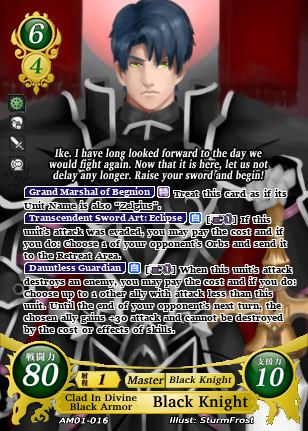 6
4
Ike. I have long looked forward to the day we
would fight again. Now that it is here, let us not
delay any longer. Raise your sword and begin!
Grand Marshal of Begnion 特 Treat this card as if its
Unit Name is also "Zelgius".
Transcendent Sword Art: Eclipse 自 [1] If this
unit's attack was evaded, you may pay the cost and if
you do: Choose 1 of your opponent's Orbs and send it
to the Retreat Area.
Dauntless Guardian 自 [1] When this unit's attack
destroys an enemy, you may pay the cost and if you do:
Choose up to 1 other ally with attack less than this
unit. Until the end of your opponent's next turn, the
chosen ally gains +30 attack and cannot be destroyed
by the cost or effects of skills.
戦闘力
80
射程 1
Master Black Knight
支援力
10
Clad In Divine
Black Armor
Black Knight
AM01-016
Illust: SturmFrost